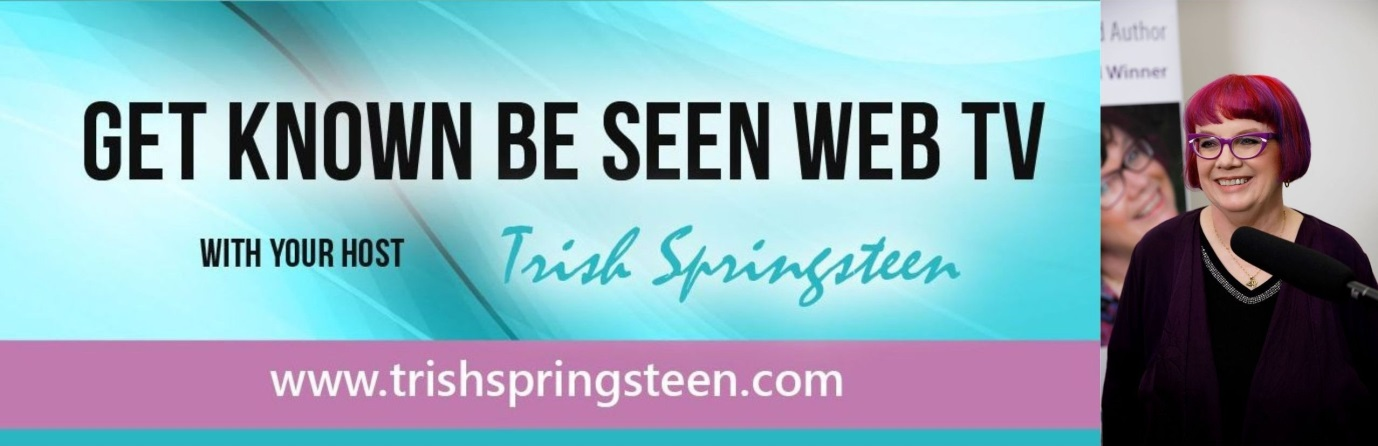 GET KNOWN BE SEEN WEB TV
WITH YOUR HOST
Trish Springsteen
www.trishspringsteen.com
Author
Winner